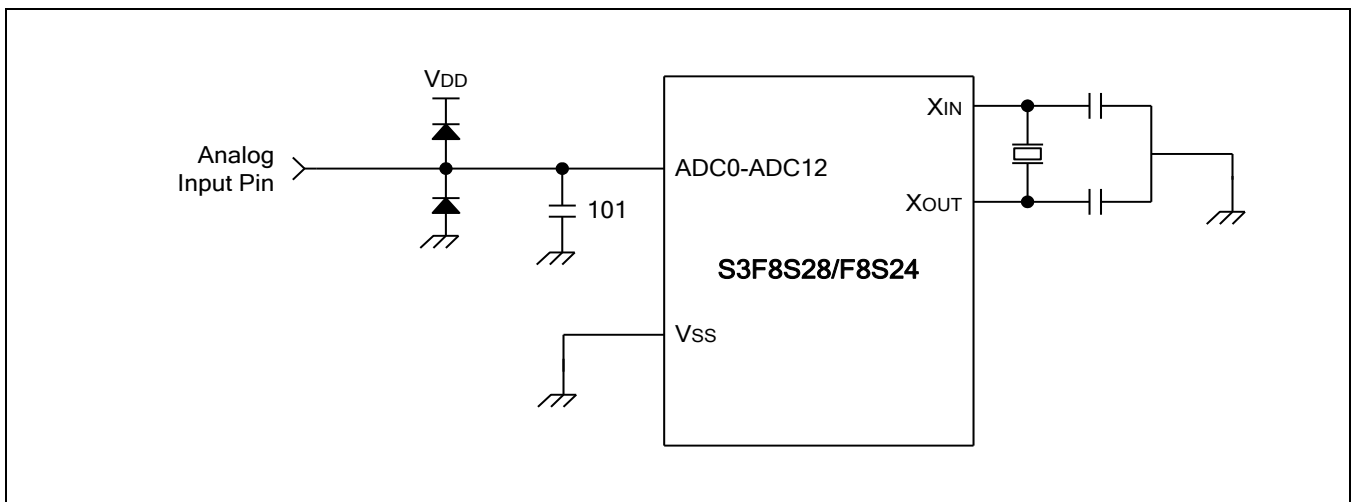 VDD
Analog
Input Pin
ADC0-ADC12
101
XIN
XOUT
S3F8S28/F8S24
VSS